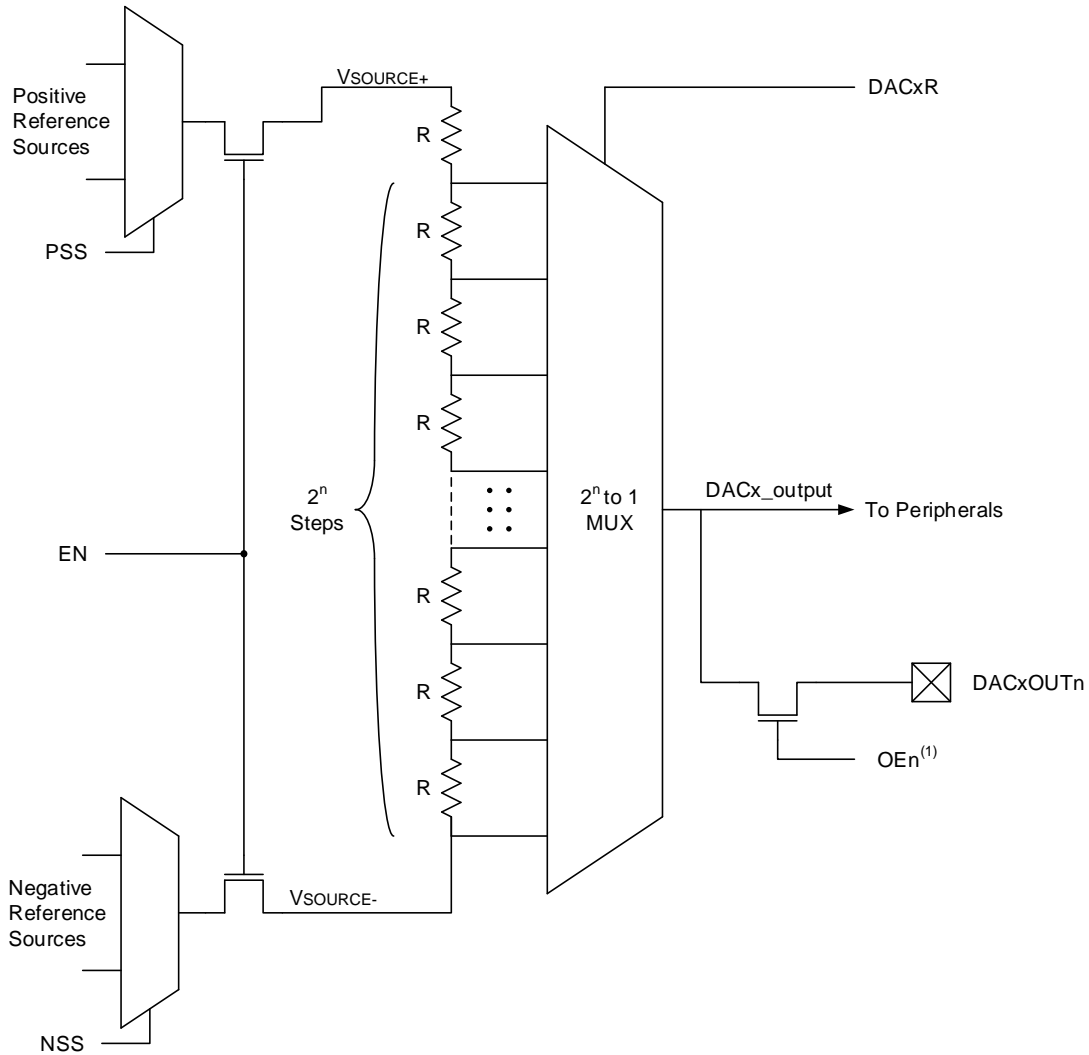 Positive
Reference
Sources
PSS
VSOURCE+
DACxR
R
R
R
R
2ⁿ
Steps
2ⁿ to 1
MUX
DACx_output
To Peripherals
EN
R
R
R
DACxOUTn
OEn⁽¹⁾
Negative
Reference
Sources
VSOURCE-
NSS